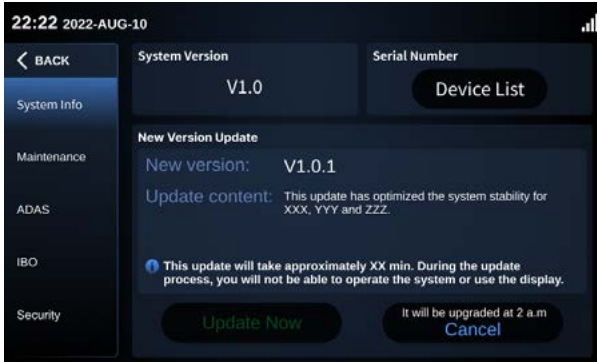 22:22 2022-AUG-10
BACK
System Info
Maintenance
ADAS
IBO
Security
System Version
V1.0
Serial Number
Device List
New Version Update
New version: V1.0.1
Update content: This update has optimized the system stability for
XXX, YYY and ZZZ.
This update will take approximately XX min. During the update
process, you will not be able to operate the system or use the display.
Update Now
It will be upgraded at 2 a.m
Cancel